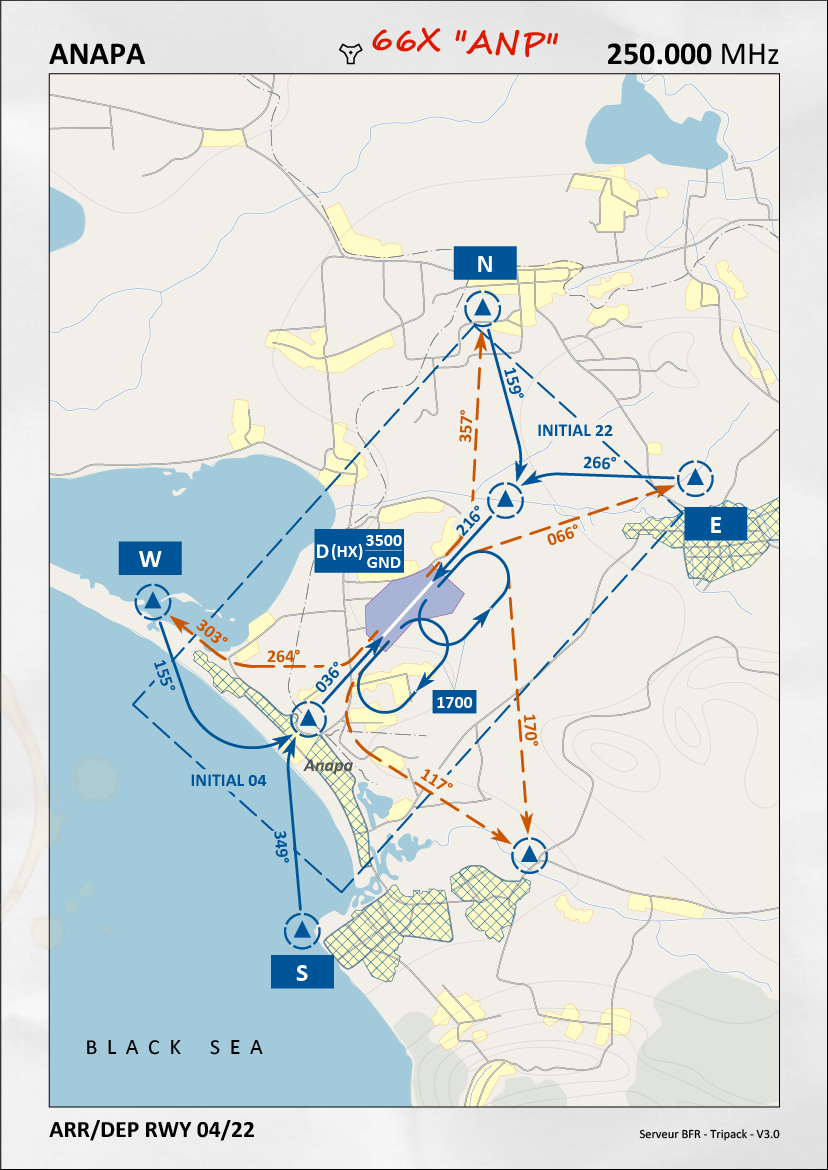 ANAPA
66X "ANP"
250.000 MHz
N
159°
357°
INITIAL 22
266°
E
216°
066°
D (HX) 3500
GND
W
303°
264°
155°
036°
1700
170°
Anapa
117°
INITIAL 04
349°
S
BLACK SEA
ARR/DEP RWY 04/22
Serveur BFR - Tripack - V3.0